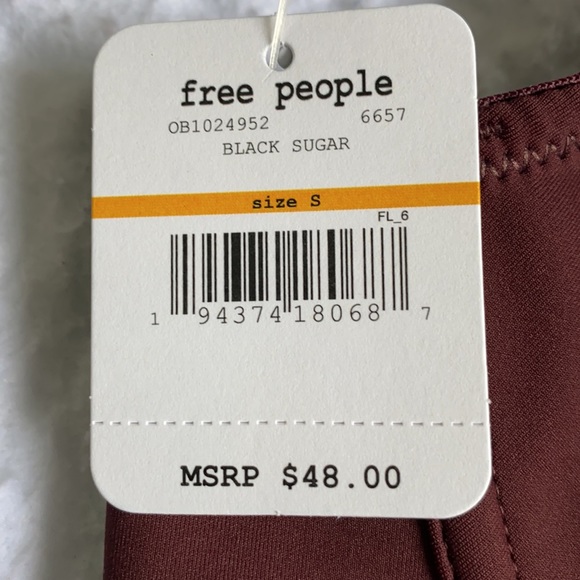 free people
OB1024952 6657
BLACK SUGAR
size S
FL_6
1 94374 18068 7
MSRP $48.00